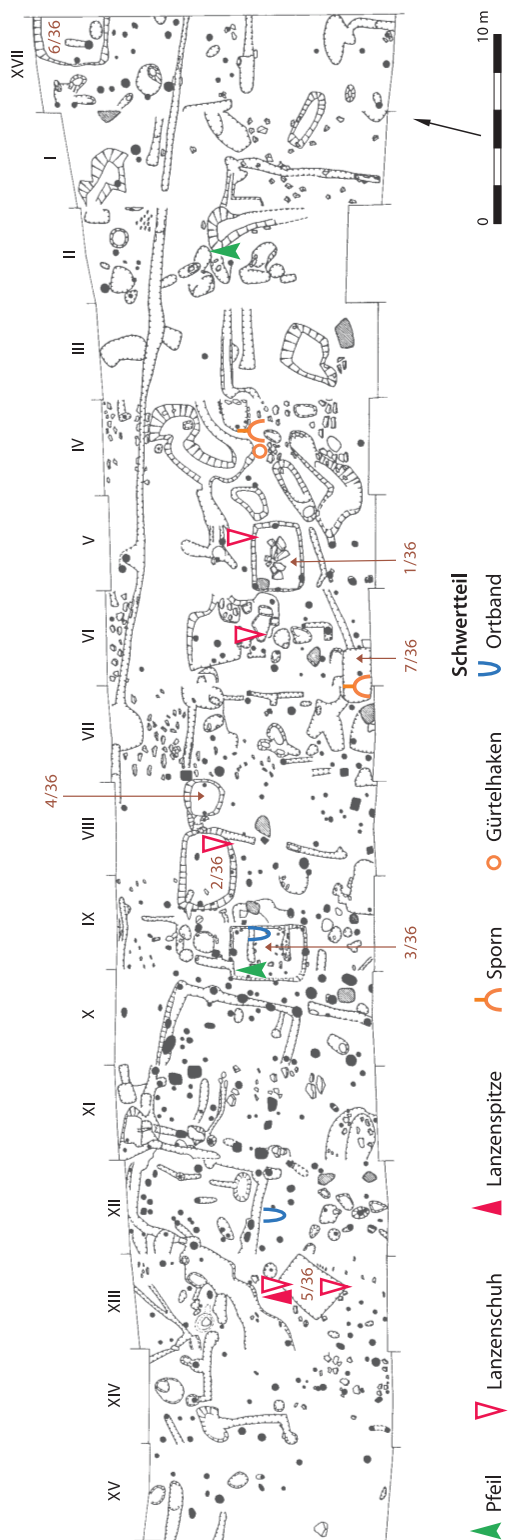 XV
XIV
XIII
XII
XI
X
IX
VIII
VII
VI
V
IV
III
II
I
XVII
4/36
6/36
2/36
5/36
3/36
7/36
1/36
Pfeil
Lanzenschuh
Lanzenspitze
Sporn
Gürtelhaken
Schwertteil
Ortband
0
10 m